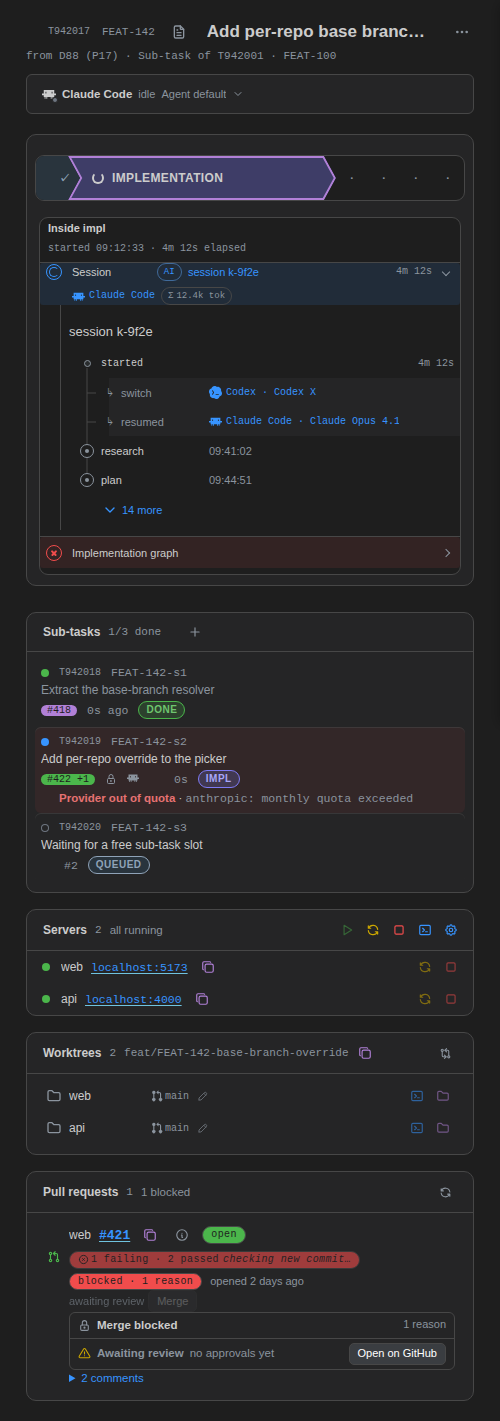 T942017 FEAT-142 Add per-repo base branc…
from D88 (P17) · Sub-task of T942001 · FEAT-100
Claude Code idle Agent default
IMPLEMENTATION
Inside impl
started 09:12:33 · 4m 12s elapsed
Session AI session k-9f2e 4m 12s
Claude Code Σ 12.4k tok
session k-9f2e
started 4m 12s
↳ switch Codex · Codex X
↳ resumed Claude Code · Claude Opus 4.1
research 09:41:02
plan 09:44:51
14 more
Implementation graph
Sub-tasks 1/3 done
T942018 FEAT-142-s1
Extract the base-branch resolver
#418 0s ago DONE
T942019 FEAT-142-s2
Add per-repo override to the picker
#422 +1 0s IMPL
Provider out of quota · anthropic: monthly quota exceeded
T942020 FEAT-142-s3
Waiting for a free sub-task slot
#2 QUEUED
Servers 2 all running
web localhost:5173
api localhost:4000
Worktrees 2 feat/FEAT-142-base-branch-override
web main
api main
Pull requests 1 1 blocked
web #421 open
1 failing · 2 passed checking new commit…
blocked · 1 reason opened 2 days ago
awaiting review Merge
Merge blocked 1 reason
Awaiting review no approvals yet Open on GitHub
2 comments